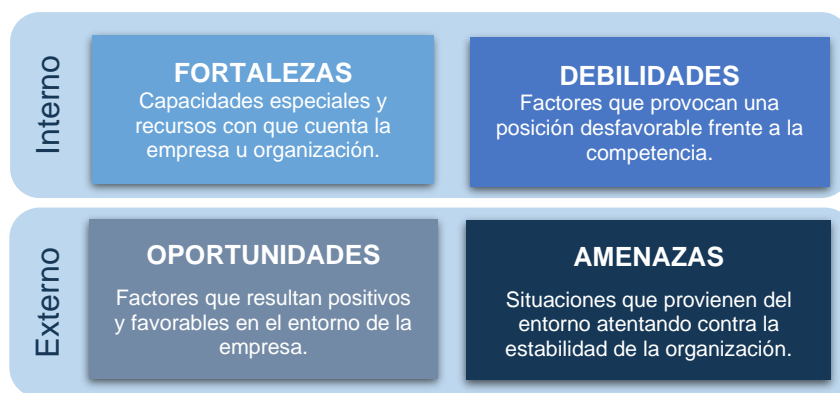 Interno
FORTALEZAS
Capacidades especiales y
recursos con que cuenta la
empresa u organización.
DEBILIDADES
Factores que provocan una
posición desfavorable frente a la
competencia.
Externo
OPORTUNIDADES
Factores que resultan positivos
y favorables en el entorno de la
empresa.
AMENAZAS
Situaciones que provienen del
entorno atentando contra la
estabilidad de la organización.